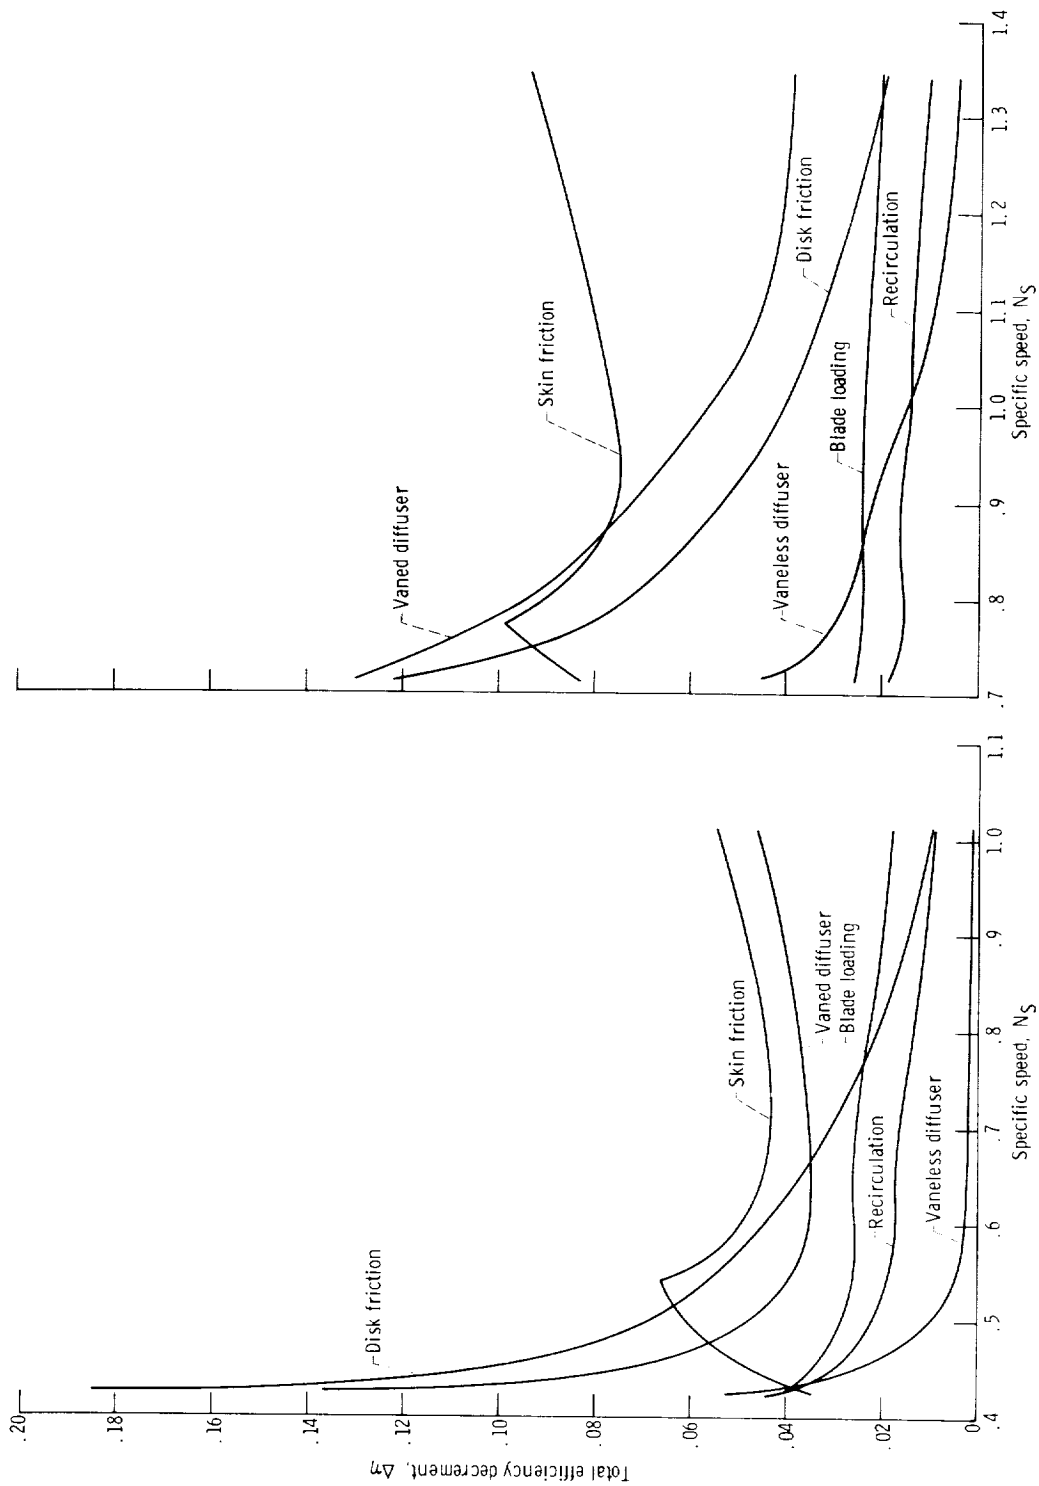 Total efficiency decrement, Δη
.20
.18
.16
.14
.12
.10
.08
.06
.04
.02
0
Disk friction
Skin friction
Vaned diffuser
Blade loading
Recirculation
Vaneless diffuser
.4
.5
.6
.7
.8
.9
1.0
1.1
Specific speed, NS
Vaned diffuser
Skin friction
Disk friction
Vaneless diffuser
Blade loading
Recirculation
.7
.8
.9
1.0
1.1
1.2
1.3
1.4
Specific speed, NS